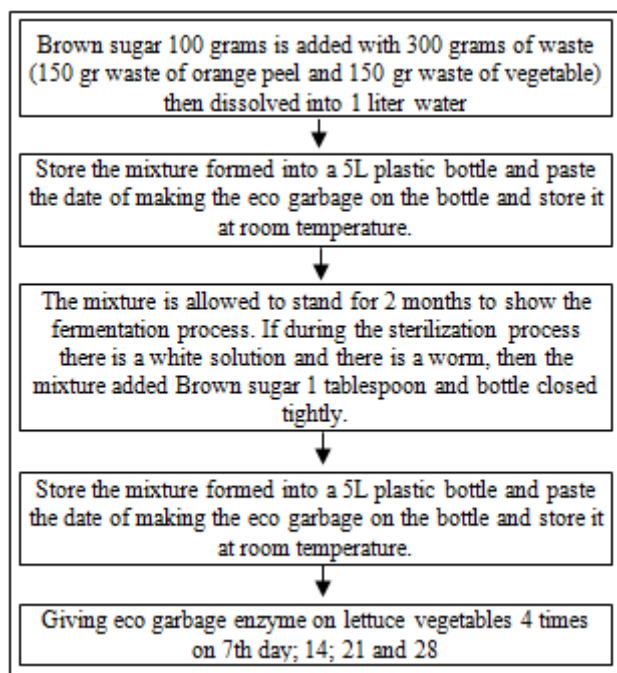 Brown sugar 100 grams is added with 300 grams of waste
(150 gr waste of orange peel and 150 gr waste of vegetable)
then dissolved into 1 liter water
Store the mixture formed into a 5L plastic bottle and paste
the date of making the eco garbage on the bottle and store it
at room temperature.
The mixture is allowed to stand for 2 months to show the
fermentation process. If during the sterilization process
there is a white solution and there is a worm, then the
mixture added Brown sugar 1 tablespoon and bottle closed
tightly.
Store the mixture formed into a 5L plastic bottle and paste
the date of making the eco garbage on the bottle and store it
at room temperature.
Giving eco garbage enzyme on lettuce vegetables 4 times
on 7th day; 14; 21 and 28